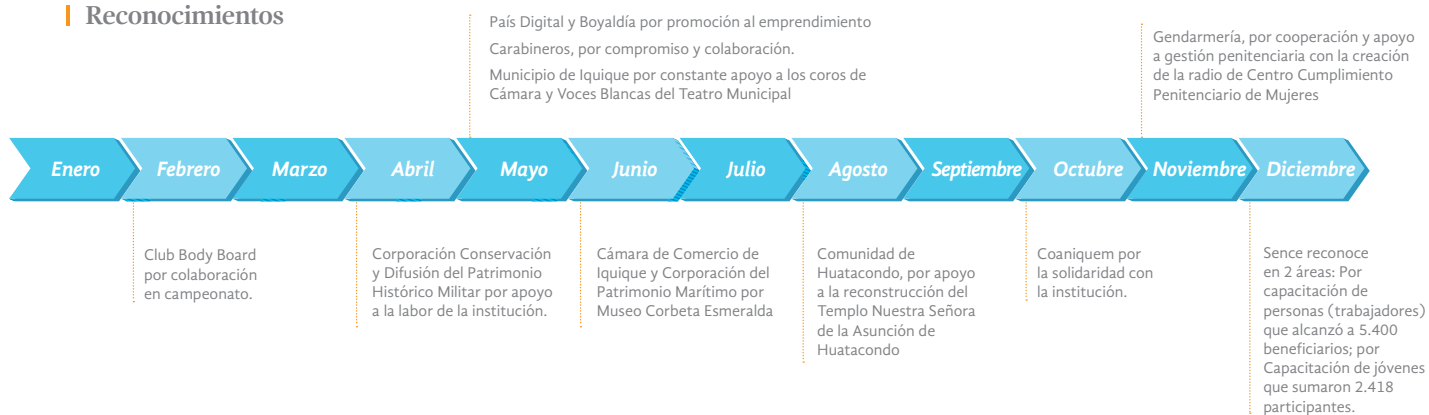 Reconocimientos
País Digital y Boyaldía por promoción al emprendimiento
Carabineros, por compromiso y colaboración.
Municipio de Iquique por constante apoyo a los coros de
Cámara y Voces Blancas del Teatro Municipal
Gendarmería, por cooperación y apoyo
a gestión penitenciaria con la creación
de la radio de Centro Cumplimiento
Penitenciario de Mujeres
Enero
Febrero
Marzo
Abril
Mayo
Junio
Julio
Agosto
Septiembre
Octubre
Noviembre
Diciembre
Club Body Board
por colaboración
en campeonato.
Corporación Conservación
y Difusión del Patrimonio
Histórico Militar por apoyo
a la labor de la institución.
Cámara de Comercio de
Iquique y Corporación del
Patrimonio Marítimo por
Museo Corbeta Esmeralda
Comunidad de
Huatacondo, por apoyo
a la reconstrucción del
Templo Nuestra Señora
de la Asunción de
Huatacondo
Coaniquem por
la solidaridad con
la institución.
Sence reconoce
en 2 áreas: Por
capacitación de
personas (trabajadores)
que alcanzó a 5.400
beneficiarios; por
Capacitación de jóvenes
que sumaron 2.418
participantes.